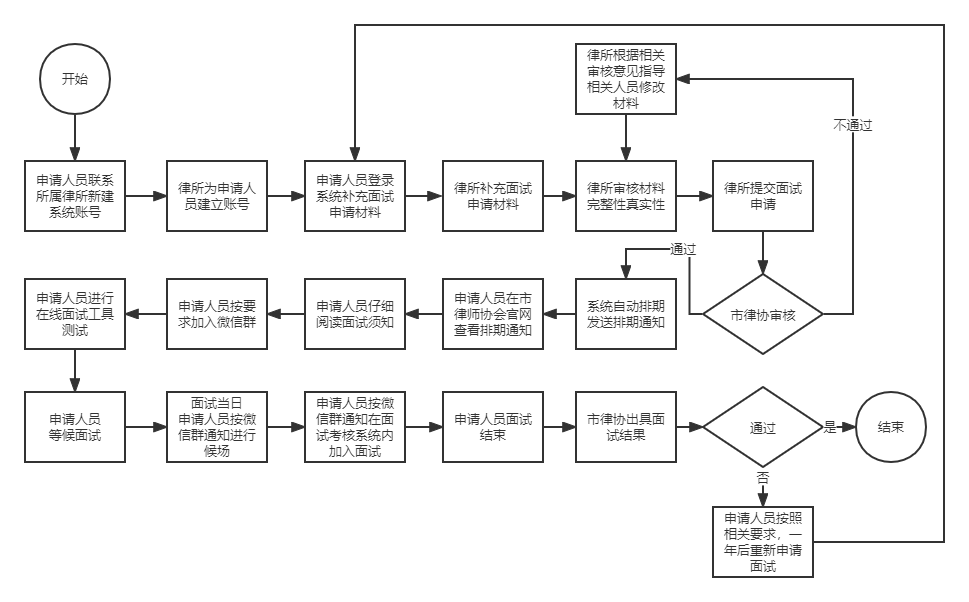 开始
律所根据相关
审核意见指导
相关人员修改
材料
不通过
申请人员联系
所属律所新建
系统账号
律所为申请人
员建立账号
申请人员登录
系统补充面试
申请材料
律所补充面试
申请材料
律所审核材料
完整性真实性
律所提交面试
申请
通过
申请人员进行
在线面试工具
测试
申请人员按要
求加入微信群
申请人员仔细
阅读面试须知
申请人员在市
律师协会官网
查看排期通知
系统自动排期
发送排期通知
市律协审核
申请人员
等候面试
面试当日
申请人员按微
信群通知进行
候场
申请人员按微
信群通知在面
试考核系统内
加入面试
申请人员面试
结束
市律协出具面
试结果
通过
是
结束
否
申请人员按照
相关要求，一
年后重新申请
面试